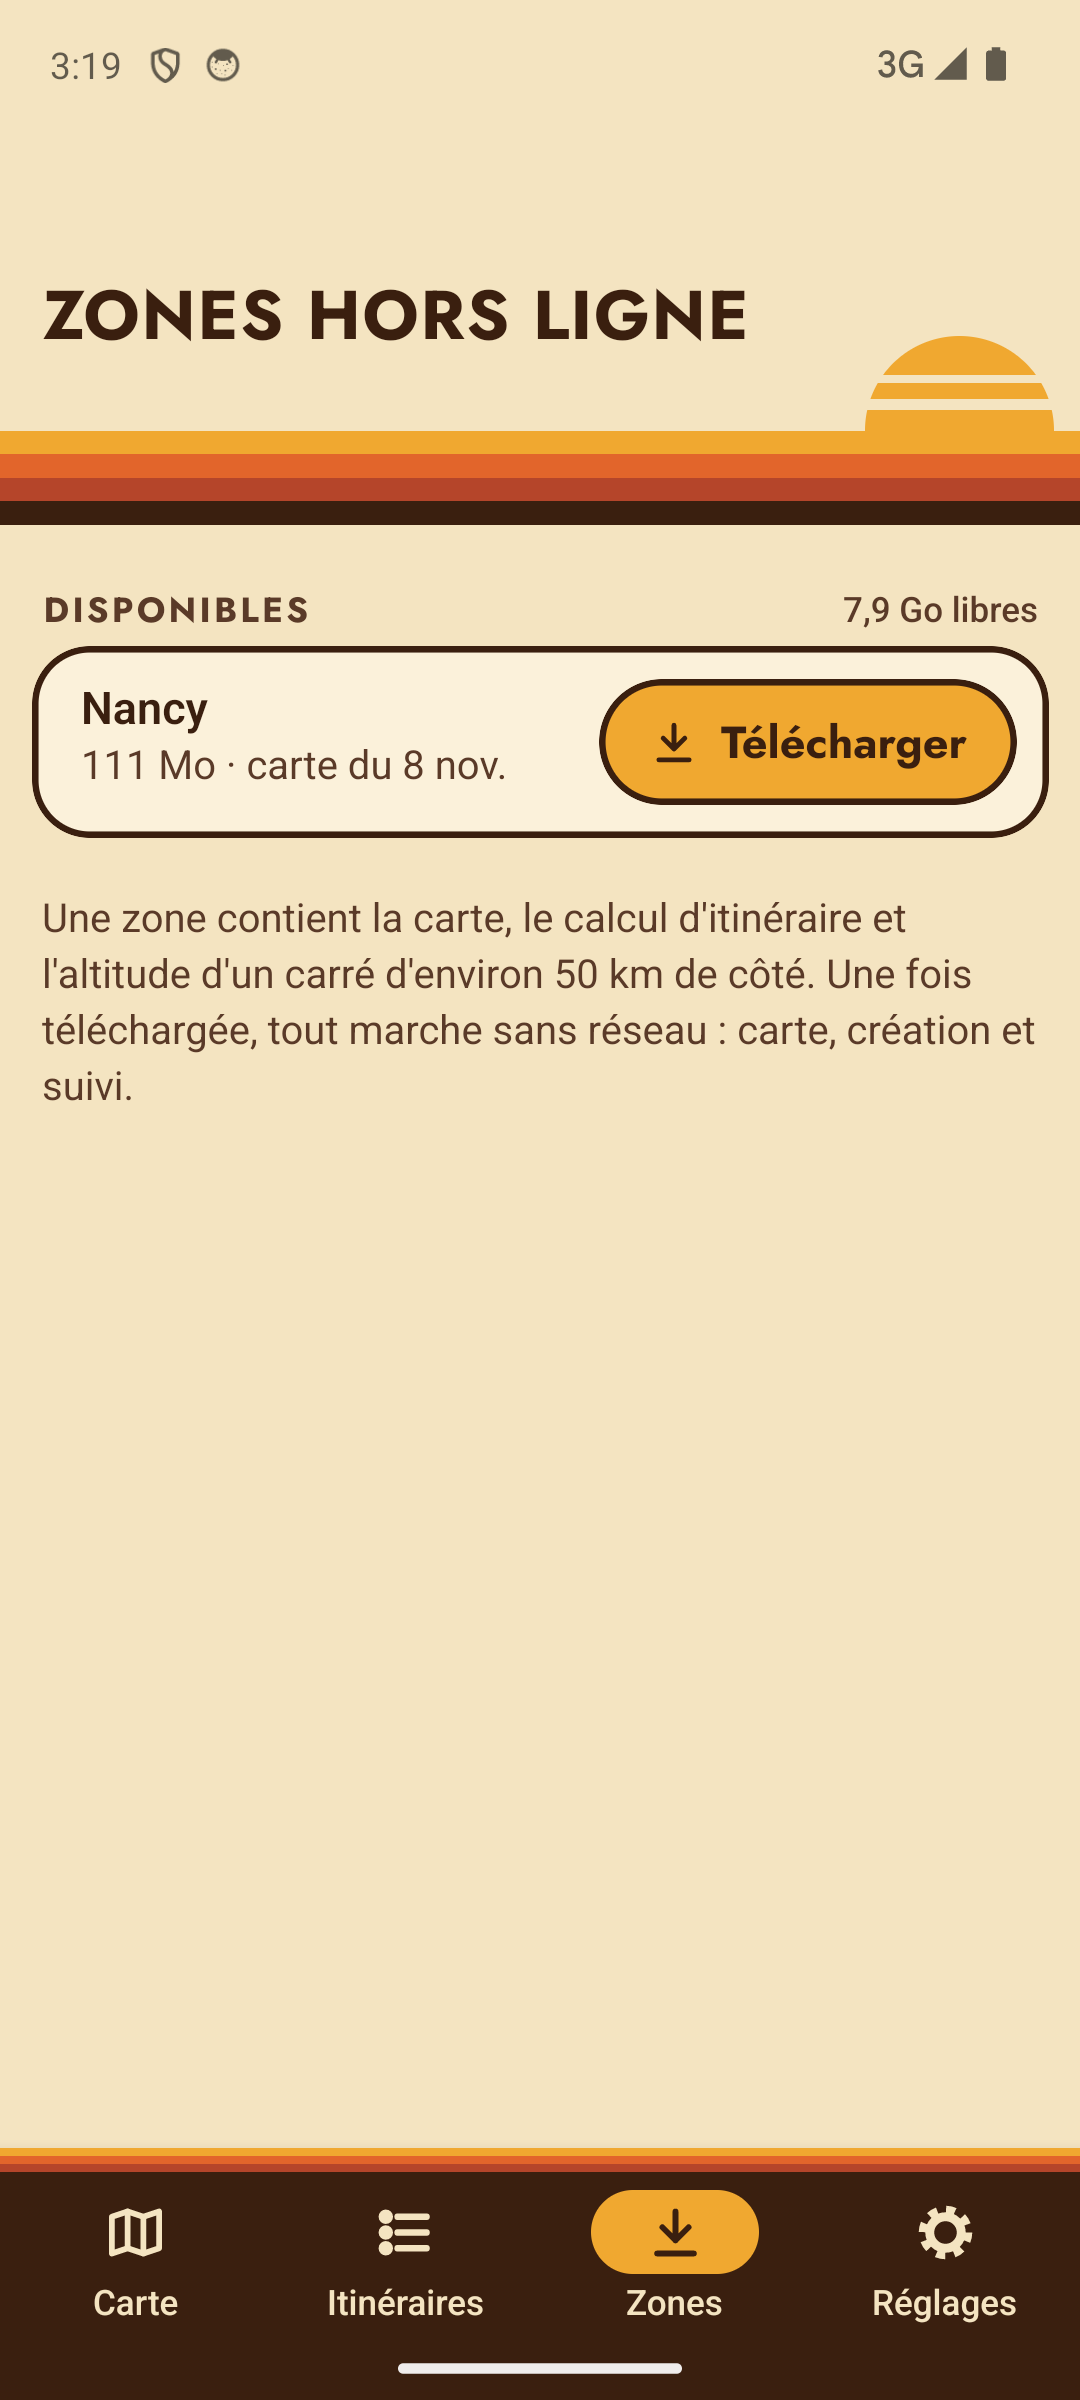 3:19
3G
ZONES HORS LIGNE
DISPONIBLES
7,9 Go libres
Nancy
111 Mo · carte du 8 nov.
Télécharger
Une zone contient la carte, le calcul d'itinéraire et
l'altitude d'un carré d'environ 50 km de côté. Une fois
téléchargée, tout marche sans réseau : carte, création et
suivi.
Carte
Itinéraires
Zones
Réglages